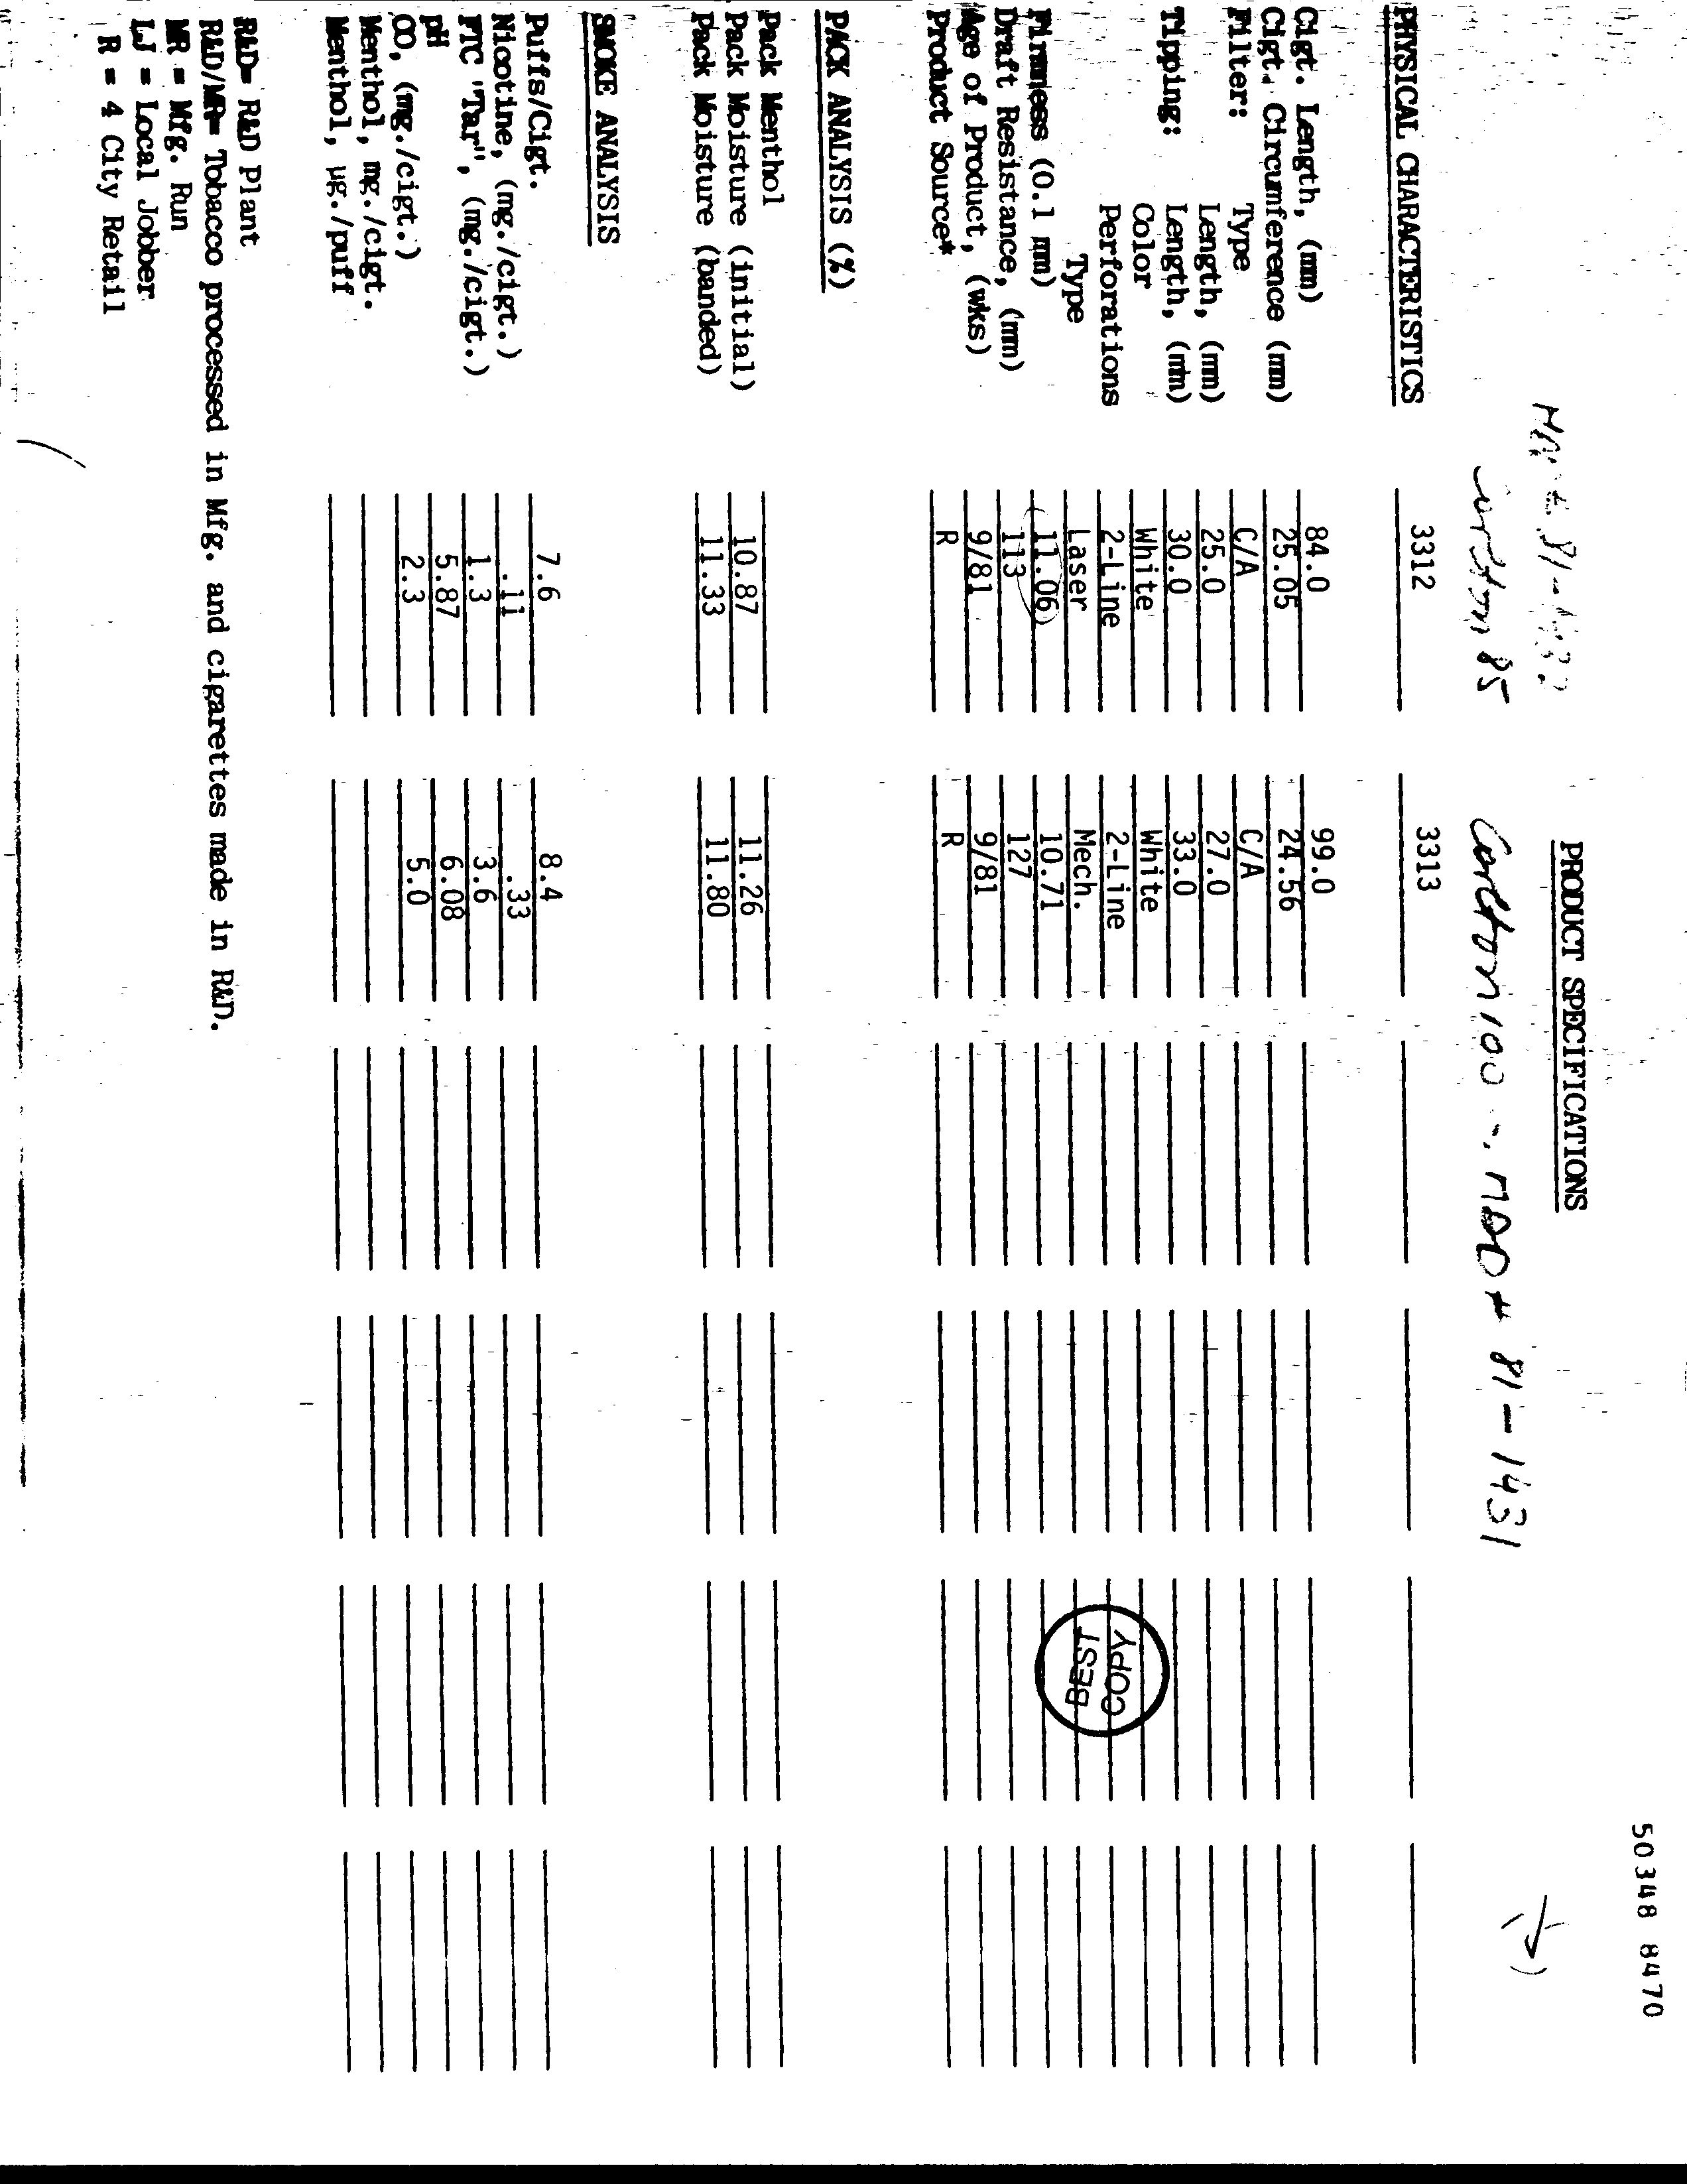 50348 8470
PRODUCT SPECIFICATIONS
85 Carlton 100 - MDD# 81-1431
PHYSICAL CHARACTERISTICS 3312 3313
Cigt. Length, (mm) 84.0 99.0
Cigt. Circumference (mm) 25.05 24.56
Filter: Type C/A C/A
Length, (mm) 25.0 27.0
Tipping: Length, (mm) 30.0 33.0
Color White White
Perforations 2-Line 2-Line
Type Laser Mech.
Firmness (0.1 mm) 11.06 10.71
Draft Resistance, (mm) 113 127
Age of Product, (wks) 9/81 9/81
Product Source* R R
BEST COPY
PACK ANALYSIS (%)
Pack Menthol
Pack Moisture (initial) 10.87 11.26
Pack Moisture (banded) 11.33 11.80
SMOKE ANALYSIS
Puffs/Cigt. 7.6 8.4
Nicotine, (mg./cigt.) .11 .33
FTC "Tar", (mg./cigt.) 1.3 3.6
pH 5.87 6.08
CO, (mg./cigt.) 2.3 5.0
Menthol, mg./cigt.
Menthol, µg./puff
R&D= R&D Plant
R&D/MR= Tobacco processed in Mfg. and cigarettes made in R&D.
MR = Mfg. Run
LJ = Local Jobber
R = 4 City Retail